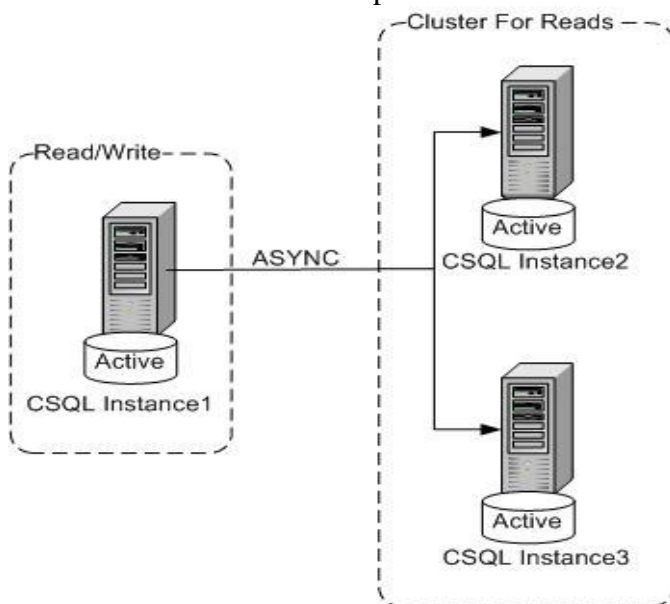 Cluster For Reads
Read/Write
Active
CSQL Instance2
ASYNC
Active
CSQL Instance1
Active
CSQL Instance3